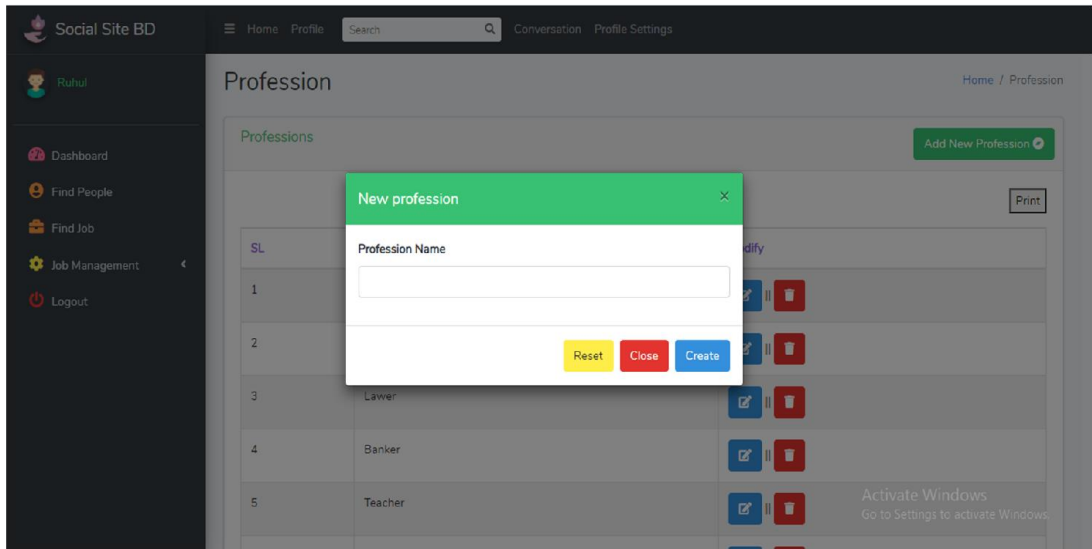 Social Site BD
Home Profile Search Conversation Profile Settings
Ruhul
Profession
Home / Profession
Dashboard
Find People
Find Job
Job Management
Logout
Professions
Add New Profession
Print
New profession
×
Profession Name
Reset Close Create
SL
dify
1 ||
2 ||
3 Lawer ||
4 Banker ||
5 Teacher ||
Activate Windows
Go to Settings to activate Windows.